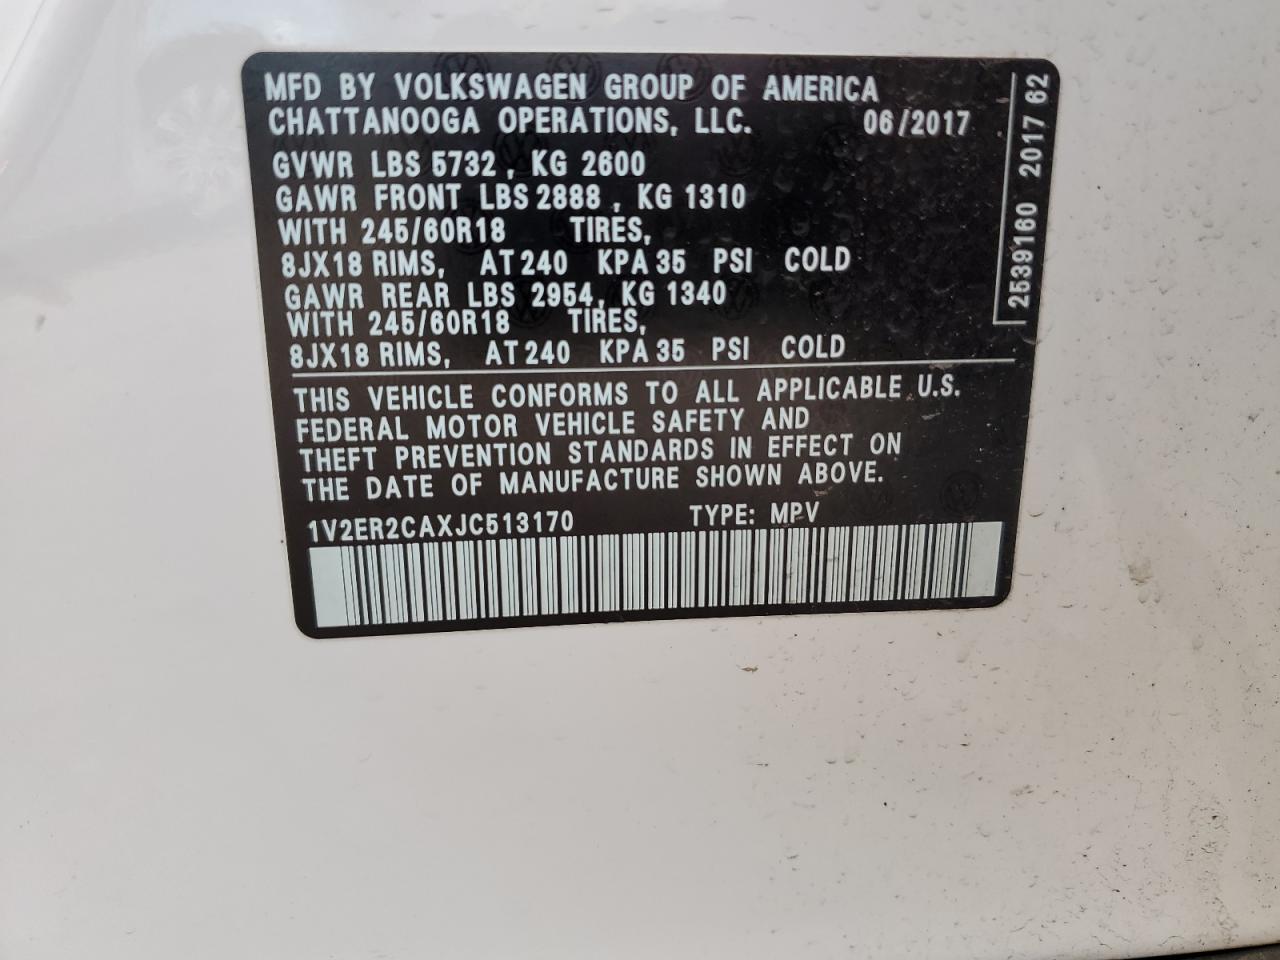 MFD BY VOLKSWAGEN GROUP OF AMERICA
CHATTANOOGA OPERATIONS, LLC. 06/2017
GVWR LBS 5732, KG 2600
GAWR FRONT LBS 2888, KG 1310
WITH 245/60R18 TIRES,
8JX18 RIMS, AT 240 KPA 35 PSI COLD
GAWR REAR LBS 2954, KG 1340
WITH 245/60R18 TIRES,
8JX18 RIMS, AT 240 KPA 35 PSI COLD
THIS VEHICLE CONFORMS TO ALL APPLICABLE U.S.
FEDERAL MOTOR VEHICLE SAFETY AND
THEFT PREVENTION STANDARDS IN EFFECT ON
THE DATE OF MANUFACTURE SHOWN ABOVE.
1V2ER2CAXJC513170 TYPE: MPV
2539160 2017 62